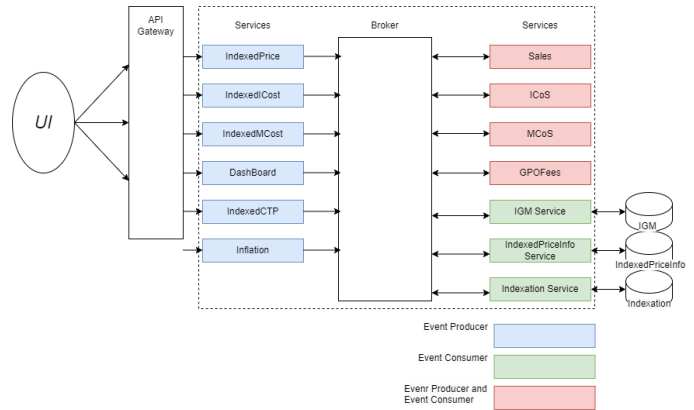 API
Gateway
Services
Broker
Services
UI
IndexedPrice
Sales
IndexedICost
ICoS
IndexedMCost
MCoS
DashBoard
GPOFees
IndexedCTP
IGM Service
IGM
Inflation
IndexedPriceInfo
Service
IndexedPriceInfo
Indexation Service
Indexation
Event Producer
Event Consumer
Evenr Producer and
Event Consumer